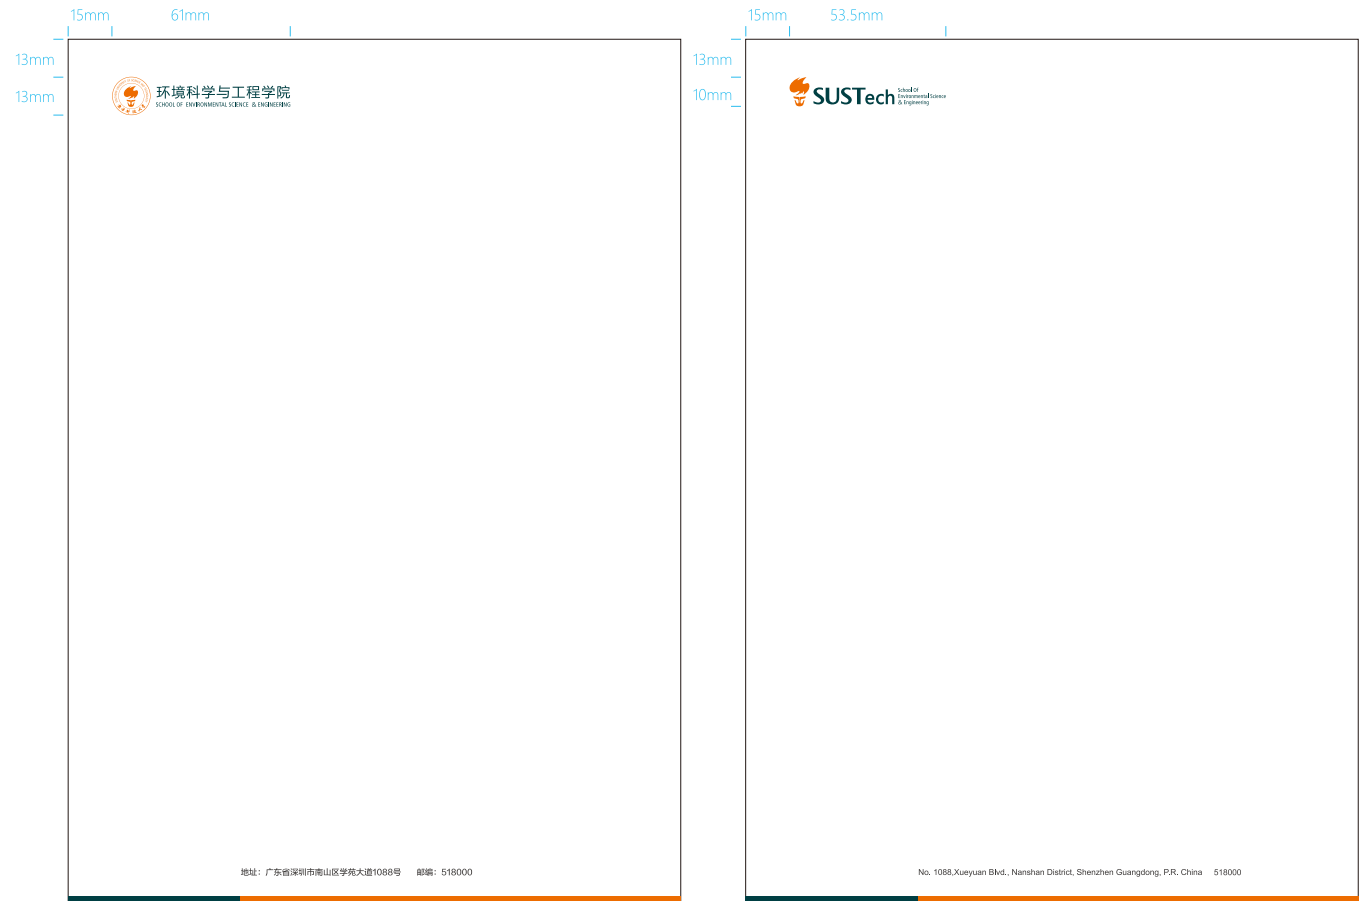 15mm 61mm
13mm
13mm
环境科学与工程学院
SCHOOL OF ENVIRONMENTAL SCIENCE & ENGINEERING
地址：广东省深圳市南山区学苑大道1088号 邮编：518000
15mm 53.5mm
13mm
10mm
SUSTech
School Of
Environmental Science
& Engineering
No. 1088,Xueyuan Blvd., Nanshan District, Shenzhen Guangdong, P.R. China 518000